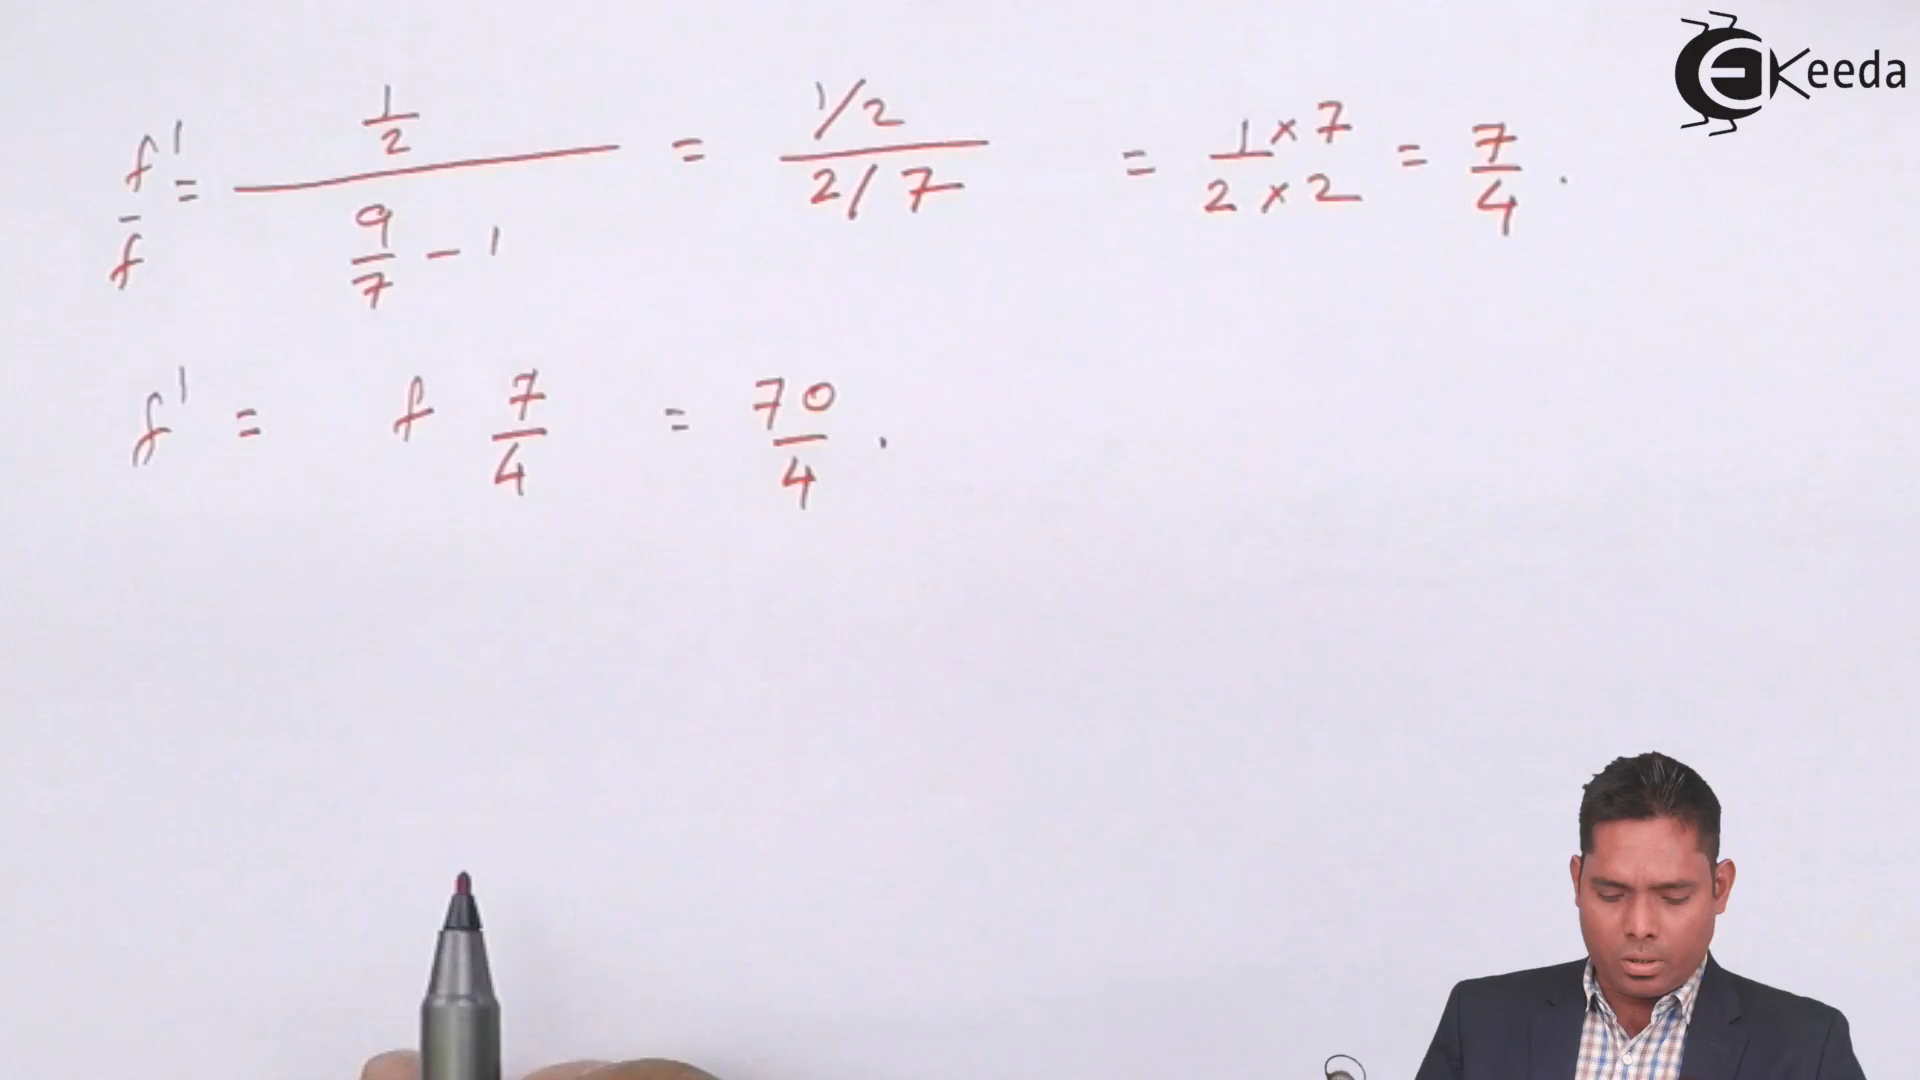 EKeeda
f'/f = (1/2)/(9/7 - 1) = (1/2)/(2/7) = (1 × 7)/(2 × 2) = 7/4 .
f' = f 7/4 = 70/4 .